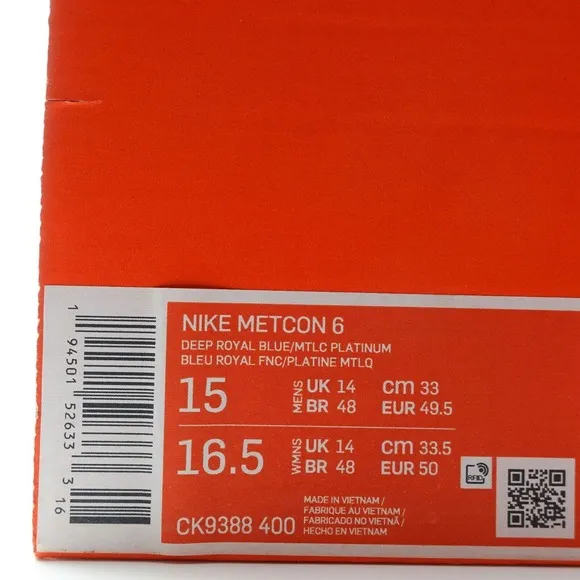 NIKE METCON 6
DEEP ROYAL BLUE/MTLC PLATINUM
BLEU ROYAL FNC/PLATINE MTLQ
15 MENS UK 14 cm 33
BR 48 EUR 49.5
16.5 WMNS UK 14 cm 33.5
BR 48 EUR 50
RFID
MADE IN VIETNAM /
FABRIQUE AU VIETNAM /
FABRICADO NO VIETNÃ /
HECHO EN VIETNAM
CK9388 400
1 94501 52633 3 16